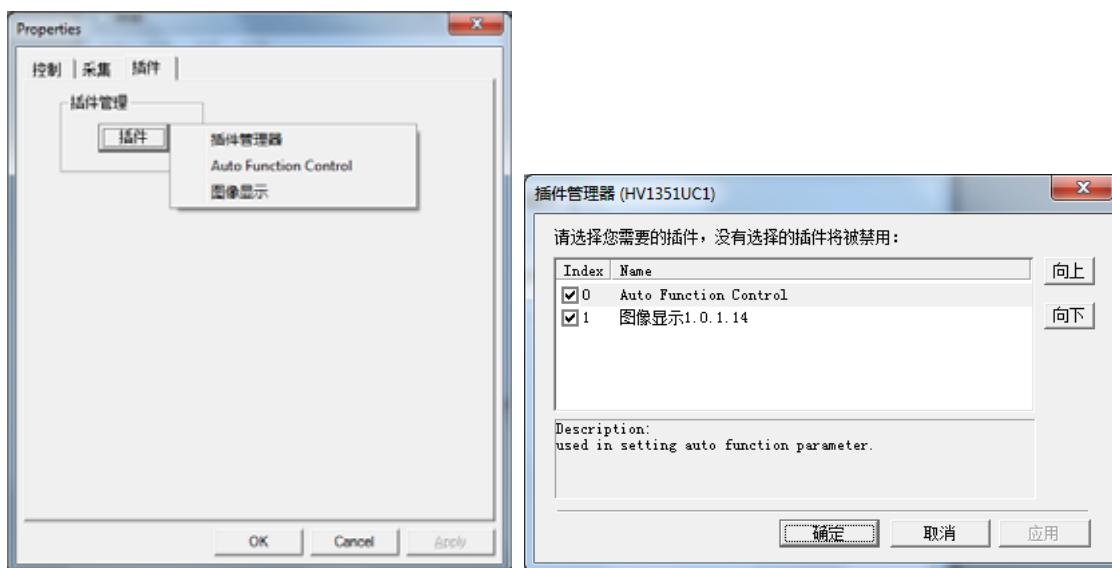 Properties
控制 采集 插件
插件管理
插件
插件管理器
Auto Function Control
图像显示
OK Cancel Apply
插件管理器 (HV1351UC1)
请选择您需要的插件，没有选择的插件将被禁用：
Index Name
0 Auto Function Control
1 图像显示1.0.1.14
向上
向下
Description:
used in setting auto function parameter.
确定 取消 应用